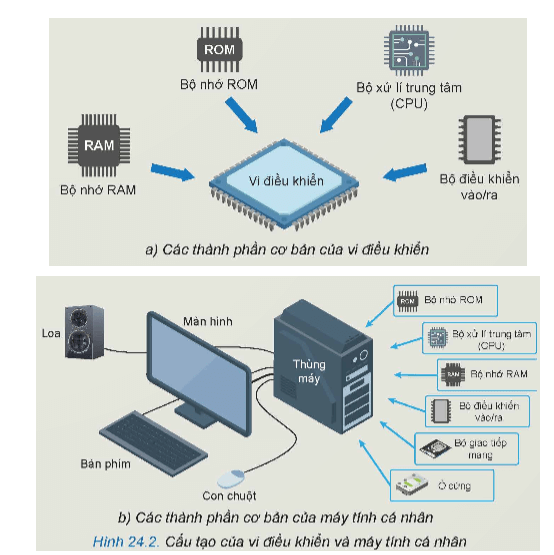 ROM
Bộ nhớ ROM
Bộ xử lí trung tâm
(CPU)
RAM
Bộ nhớ RAM
Vi điều khiển
Bộ điều khiển
vào/ra
a) Các thành phần cơ bản của vi điều khiển
Loa
Màn hình
Thùng
máy
Bàn phím
Con chuột
ROM
Bộ nhớ ROM
Bộ xử lí trung tâm
(CPU)
RAM
Bộ nhớ RAM
Bộ điều khiển
vào/ra
Bộ giao tiếp
mạng
Ổ cứng
b) Các thành phần cơ bản của máy tính cá nhân
Hình 24.2. Cấu tạo của vi điều khiển và máy tính cá nhân